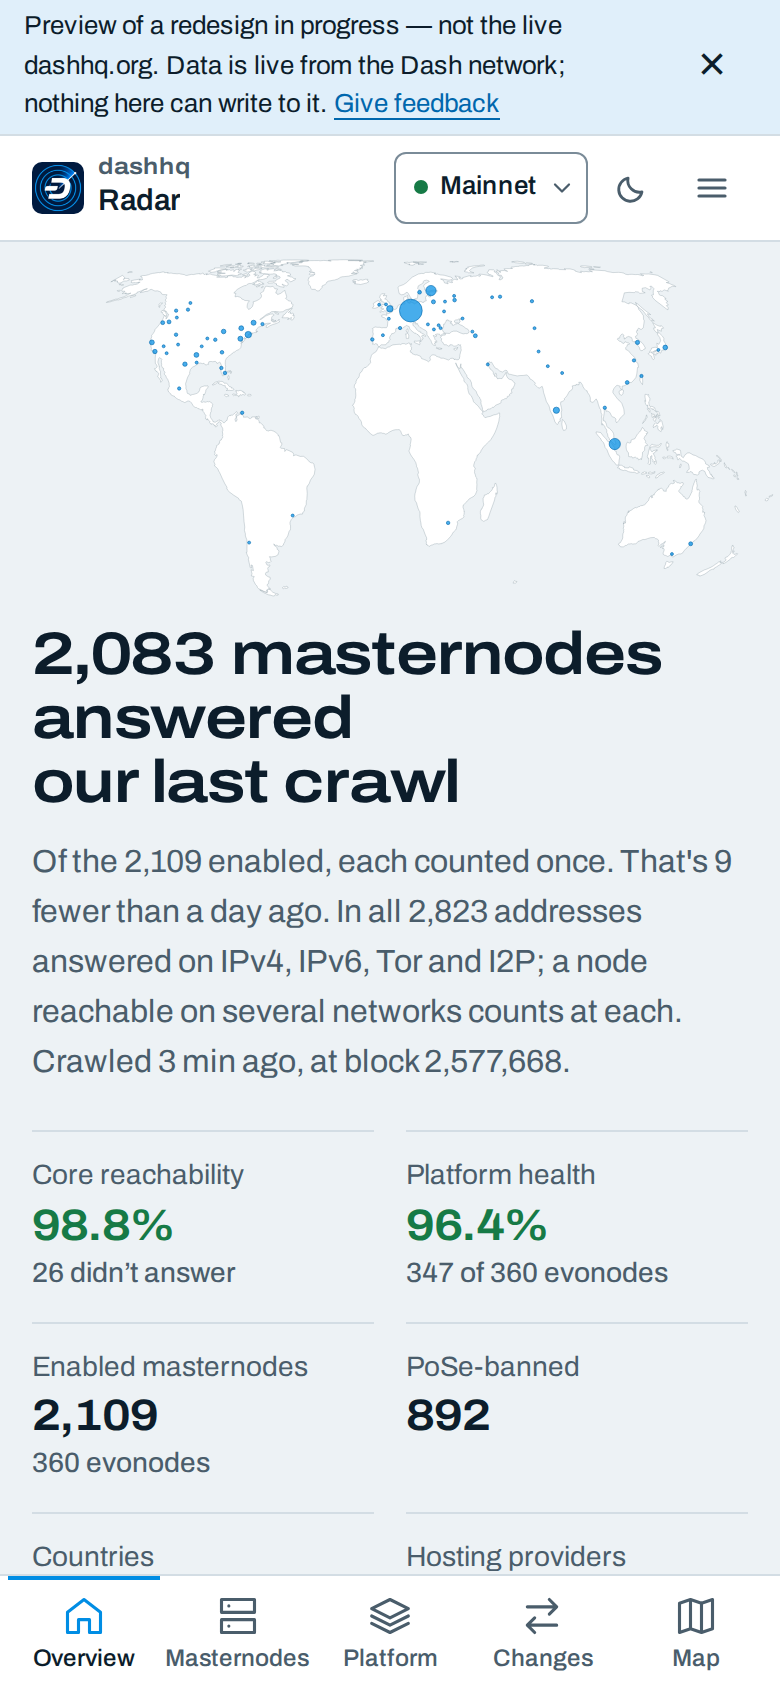 Preview of a redesign in progress — not the live
dashhq.org. Data is live from the Dash network;
nothing here can write to it. Give feedback
dashhq
Radar
Mainnet
2,083 masternodes
answered
our last crawl
Of the 2,109 enabled, each counted once. That's 9
fewer than a day ago. In all 2,823 addresses
answered on IPv4, IPv6, Tor and I2P; a node
reachable on several networks counts at each.
Crawled 3 min ago, at block 2,577,668.
Core reachability
98.8%
26 didn’t answer
Platform health
96.4%
347 of 360 evonodes
Enabled masternodes
2,109
360 evonodes
PoSe-banned
892
Countries
Hosting providers
Overview
Masternodes
Platform
Changes
Map